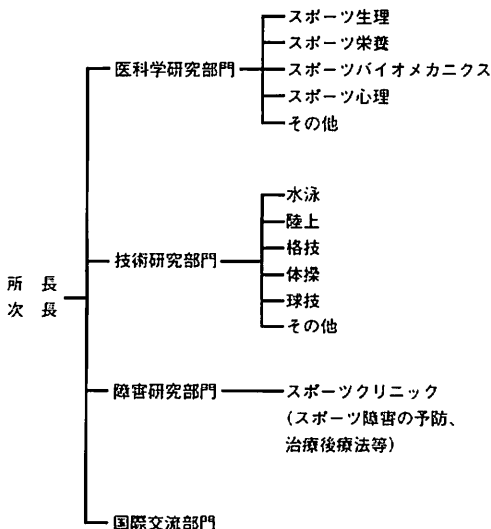 所 長
次 長
医科学研究部門
スポーツ生理
スポーツ栄養
スポーツバイオメカニクス
スポーツ心理
その他
技術研究部門
水泳
陸上
格技
体操
球技
その他
障害研究部門
スポーツクリニック
(スポーツ障害の予防、
治療後療法等)
国際交流部門